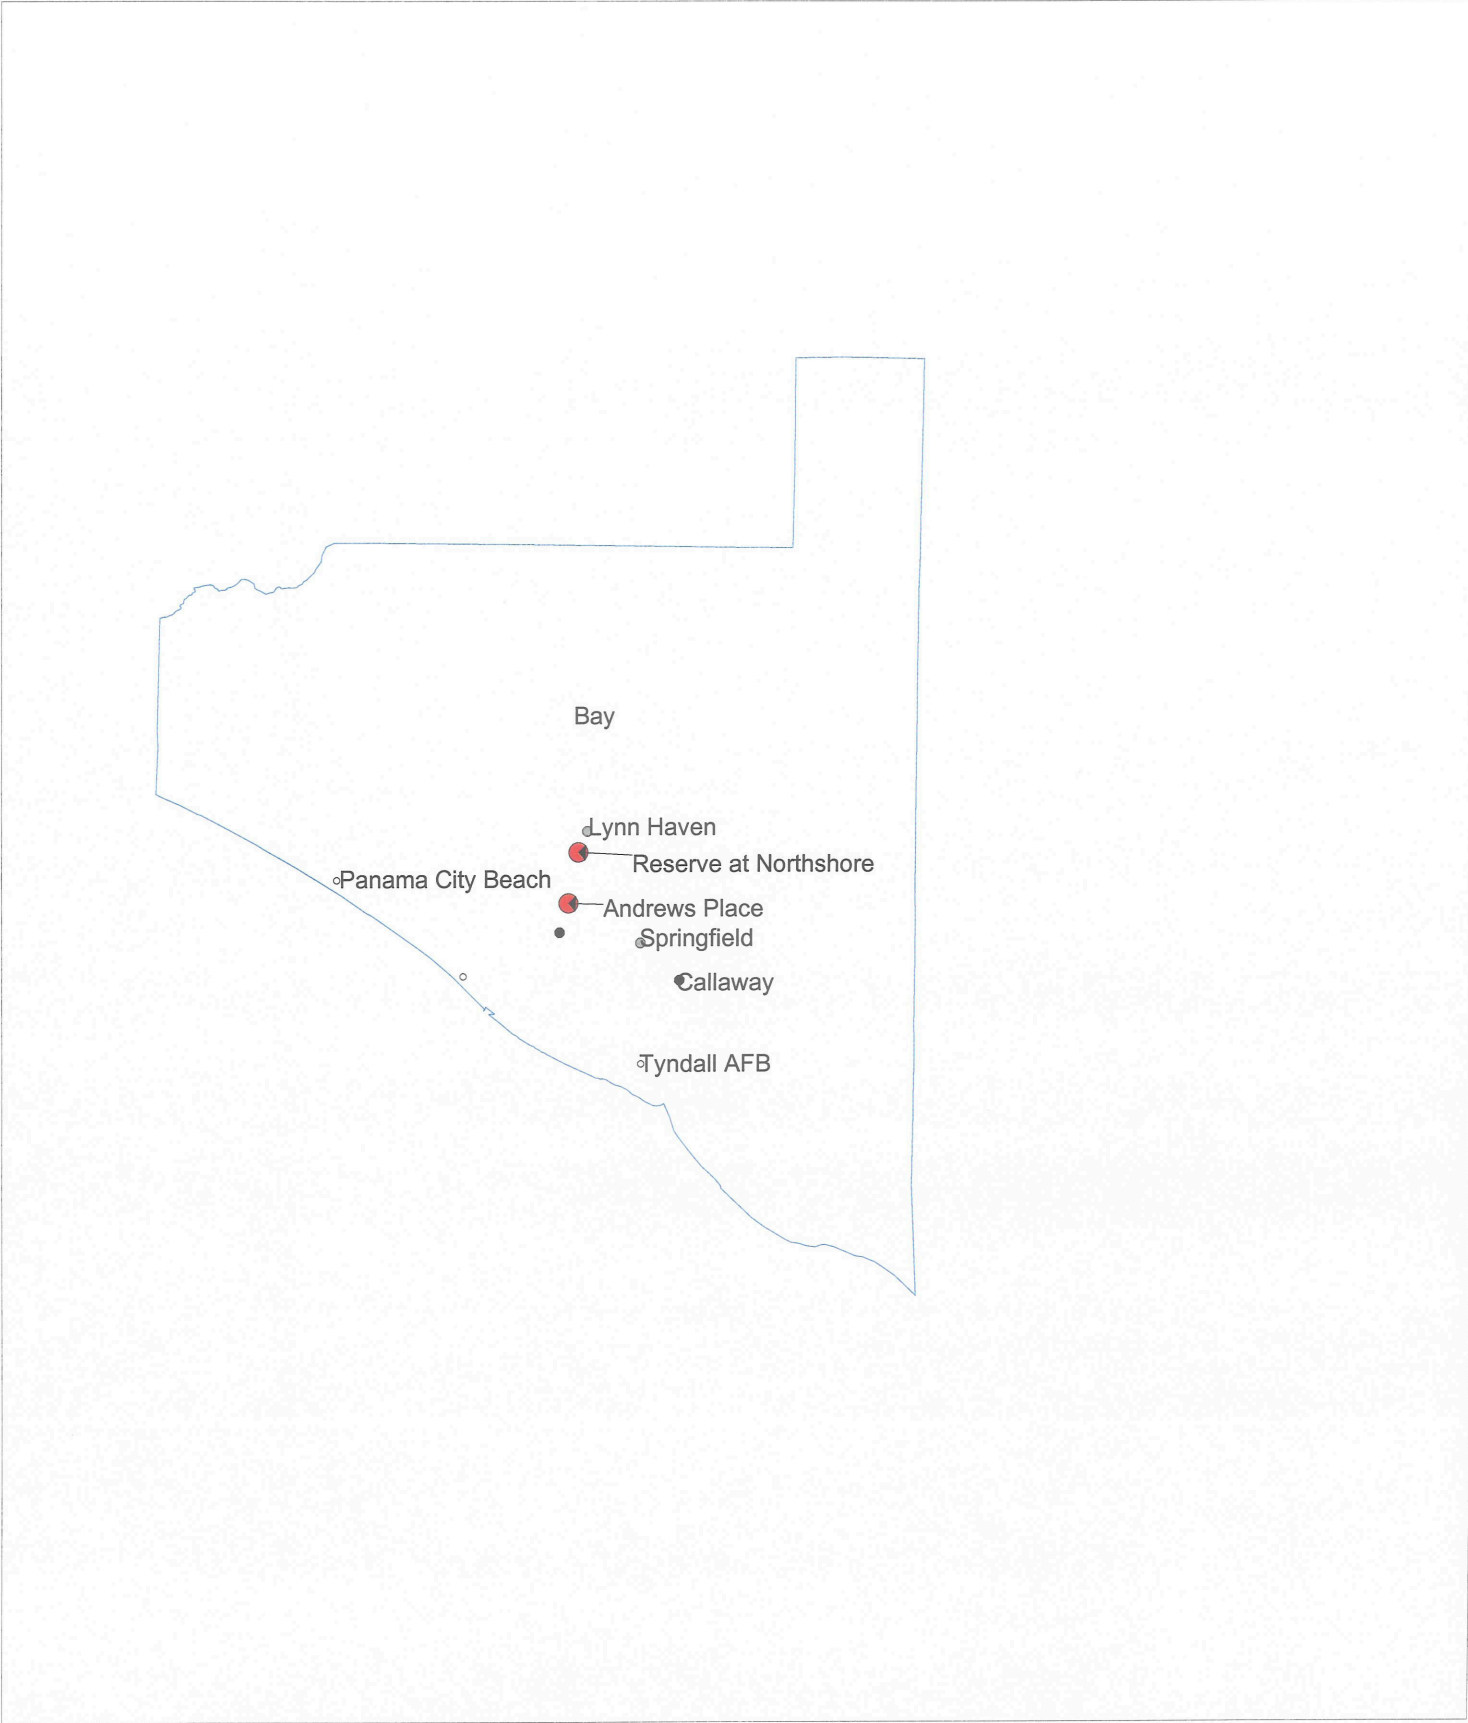 Bay
Lynn Haven
Reserve at Northshore
Panama City Beach
Andrews Place
Springfield
Callaway
Tyndall AFB